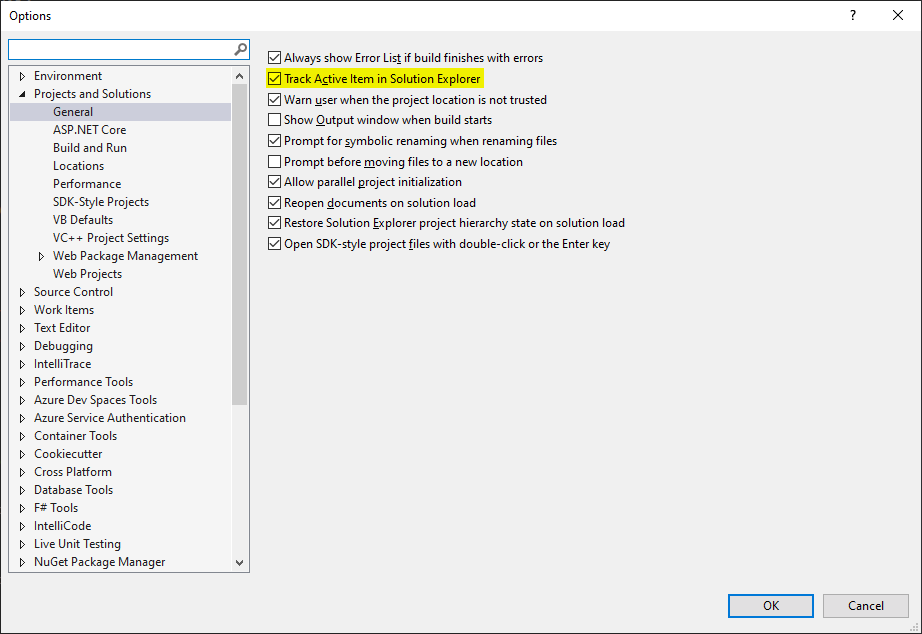 Options
?
Environment
Projects and Solutions
General
ASP.NET Core
Build and Run
Locations
Performance
SDK-Style Projects
VB Defaults
VC++ Project Settings
Web Package Management
Web Projects
Source Control
Work Items
Text Editor
Debugging
IntelliTrace
Performance Tools
Azure Dev Spaces Tools
Azure Service Authentication
Container Tools
Cookiecutter
Cross Platform
Database Tools
F# Tools
IntelliCode
Live Unit Testing
NuGet Package Manager
Always show Error List if build finishes with errors
Track Active Item in Solution Explorer
Warn user when the project location is not trusted
Show Output window when build starts
Prompt for symbolic renaming when renaming files
Prompt before moving files to a new location
Allow parallel project initialization
Reopen documents on solution load
Restore Solution Explorer project hierarchy state on solution load
Open SDK-style project files with double-click or the Enter key
OK
Cancel